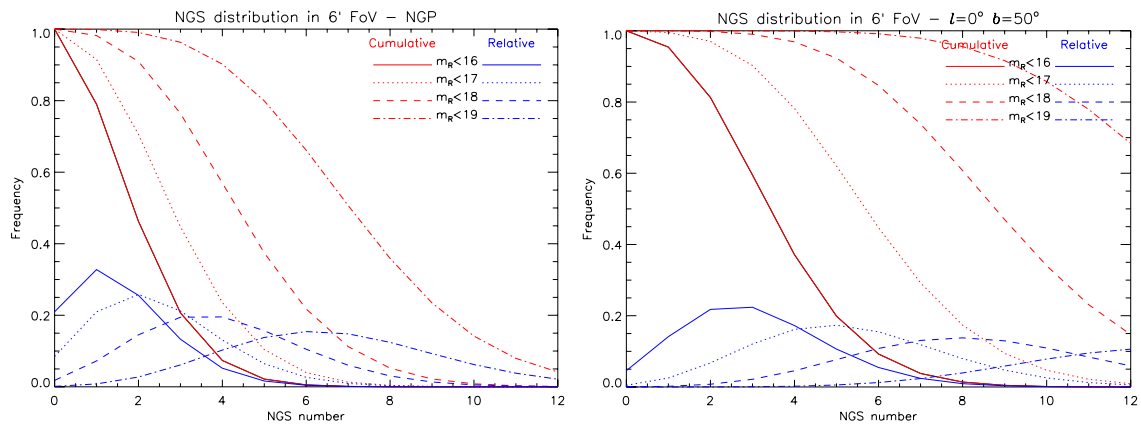 NGS distribution in 6' FoV – NGP
Cumulative Relative
m_R<16
m_R<17
m_R<18
m_R<19
Frequency
1.0
0.8
0.6
0.4
0.2
0.0
0 2 4 6 8 10 12
NGS number
NGS distribution in 6' FoV – l=0° b=50°
Cumulative Relative
m_R<16
m_R<17
m_R<18
m_R<19
Frequency
1.0
0.8
0.6
0.4
0.2
0.0
0 2 4 6 8 10 12
NGS number